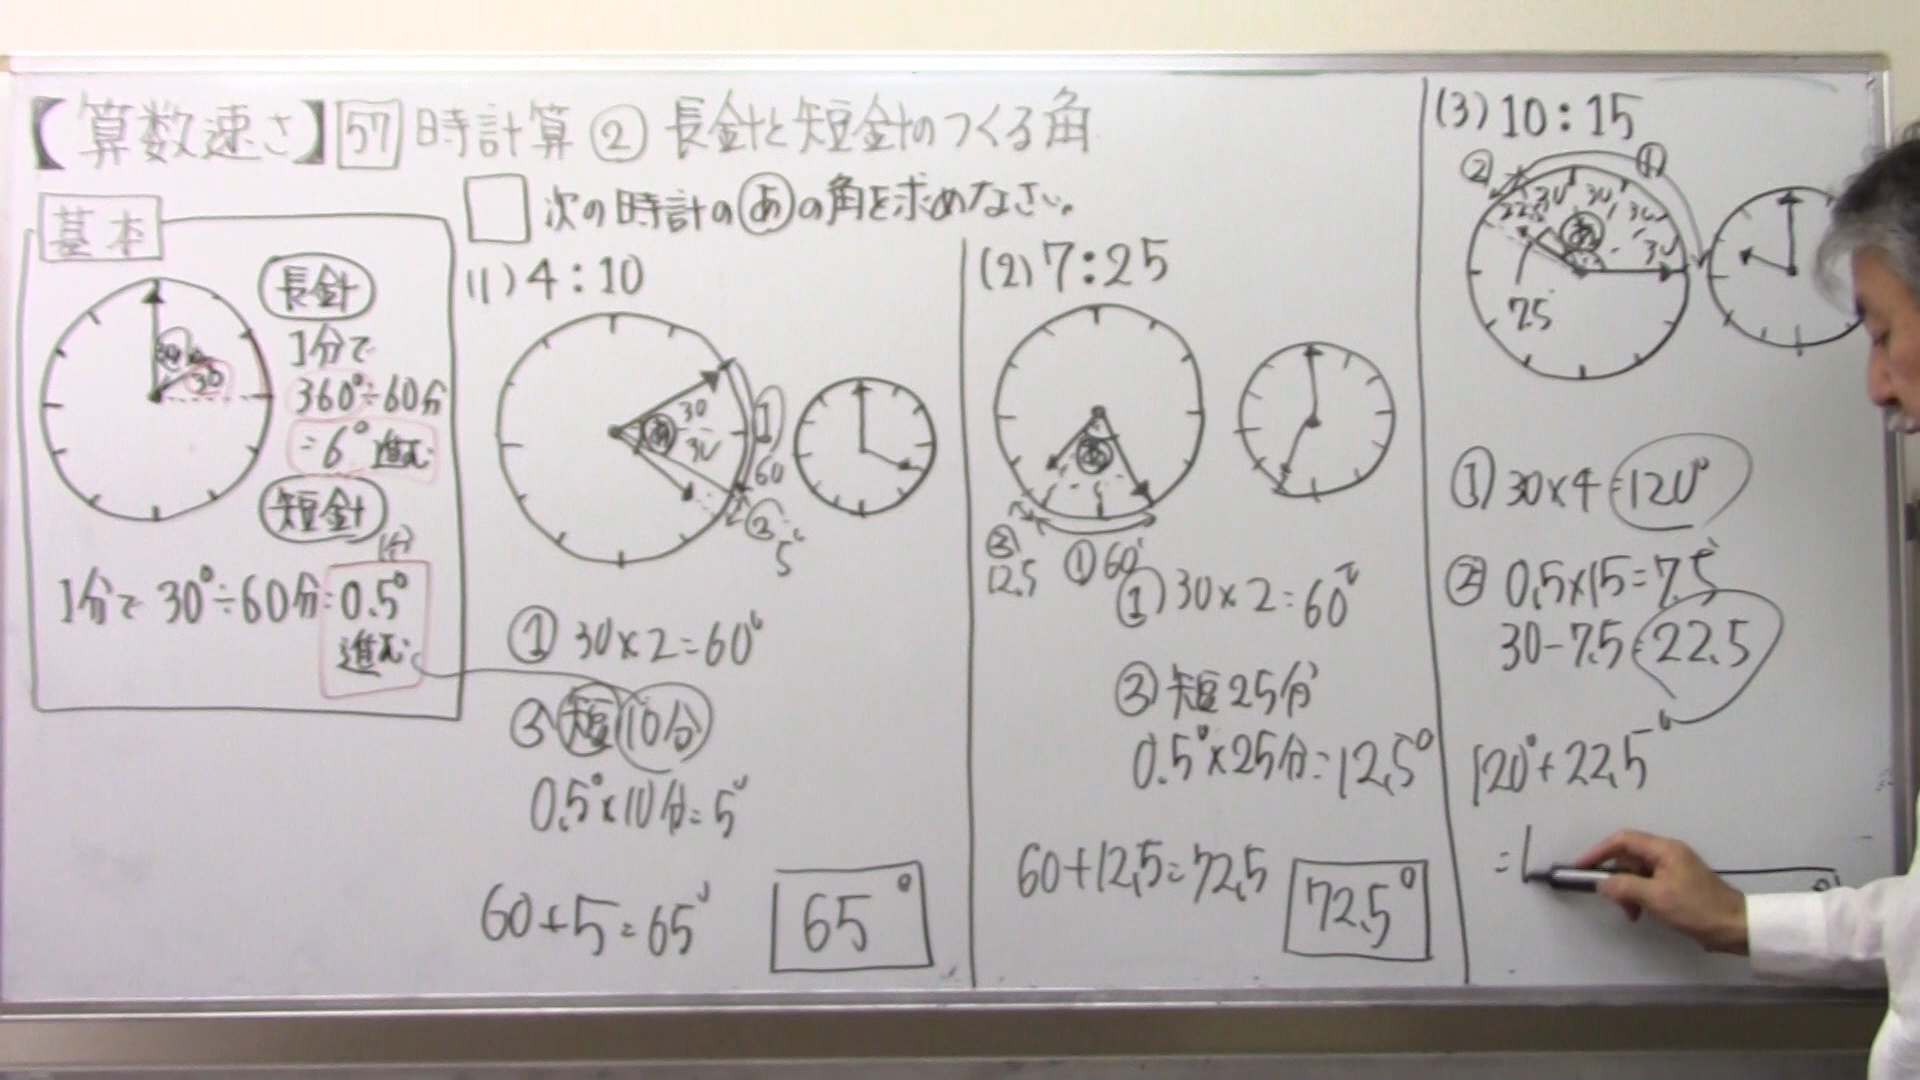 【算数速さ】57 時計算 ② 長針と短針のつくる角
基本
長針
1分で
360°÷60分
=6°進む
短針
(分)
1分で 30°÷60分=0.5°
進む
30
次の時計のあの角を求めなさい。
(1) 4:10
あ
30
30
①
60
②
5°
① 30×2=60°
② 短10分
0.5°×10分=5°
60+5=65°
65°
(2) 7:25
あ
②
12.5
① 60°
① 30×2=60°
② 短25分
0.5°×25分=12.5°
60+12.5=72.5
72.5°
(3) 10:15
②
①
22.5
30
30
30
30
あ
7.5
① 30×4=120°
② 0.5×15=7.5°
30-7.5=22.5°
120°+22.5°
=1